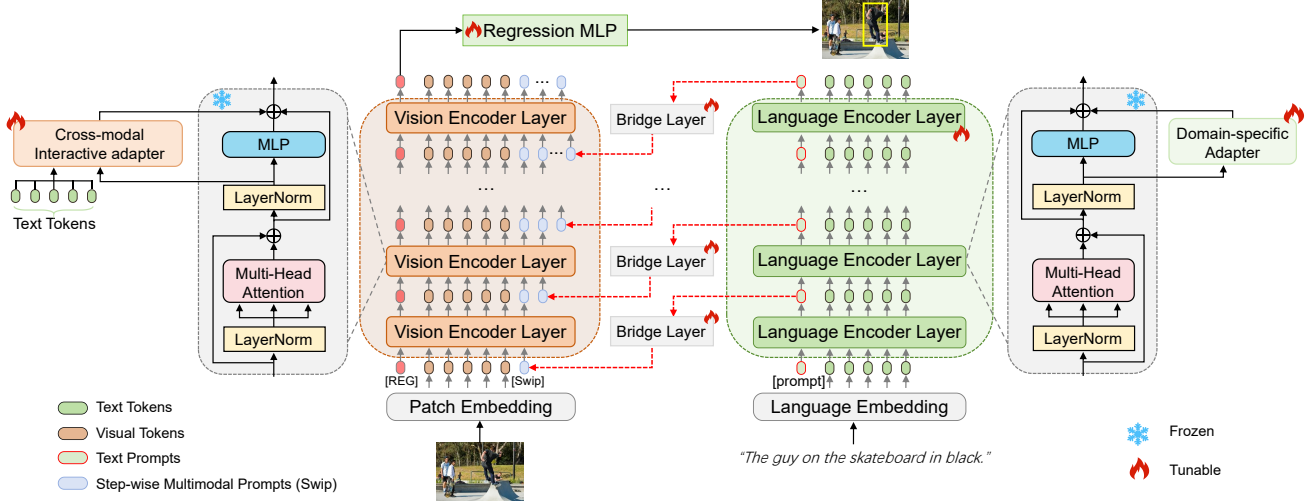 Regression MLP
Vision Encoder Layer
Bridge Layer
Language Encoder Layer
Cross-modal
Interactive adapter
MLP
MLP
Domain-specific
Adapter
...
LayerNorm
LayerNorm
Text Tokens
...
...
...
Vision Encoder Layer
Bridge Layer
Language Encoder Layer
Multi-Head
Attention
Multi-Head
Attention
Vision Encoder Layer
Bridge Layer
Language Encoder Layer
LayerNorm
LayerNorm
[REG]
[Swip]
[prompt]
Patch Embedding
Language Embedding
Text Tokens
Visual Tokens
Text Prompts
Step-wise Multimodal Prompts (Swip)
"The guy on the skateboard in black."
Frozen
Tunable